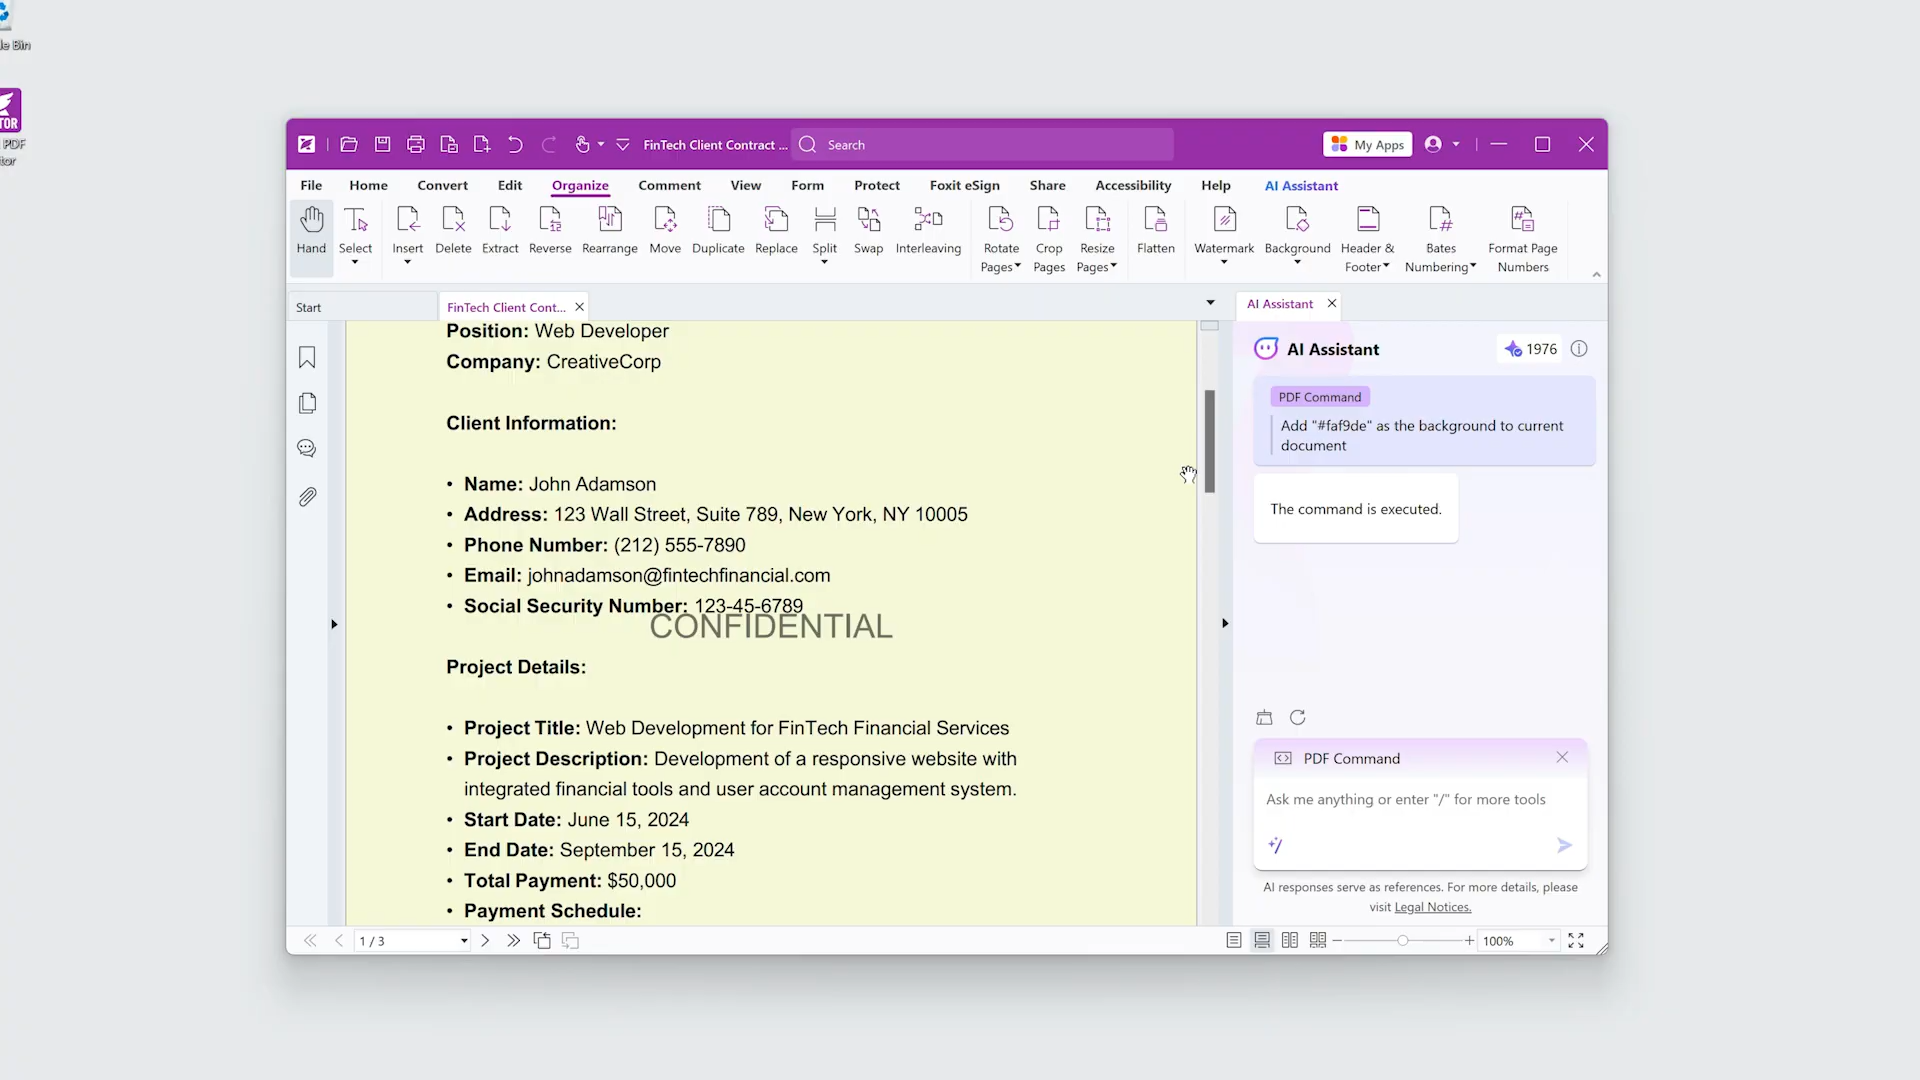 le Bin
TOR
PDF
itor
FinTech Client Contract ...
Search
My Apps
File Home Convert Edit Organize Comment View Form Protect Foxit eSign Share Accessibility Help AI Assistant
Hand Select Insert Delete Extract Reverse Rearrange Move Duplicate Replace Split Swap Interleaving Rotate Pages Crop Pages Resize Pages Flatten Watermark Background Header & Footer Bates Numbering Format Page Numbers
Start
FinTech Client Cont...
AI Assistant
Position: Web Developer
Company: CreativeCorp
Client Information:
• Name: John Adamson
• Address: 123 Wall Street, Suite 789, New York, NY 10005
• Phone Number: (212) 555-7890
• Email: johnadamson@fintechfinancial.com
• Social Security Number: 123-45-6789
CONFIDENTIAL
Project Details:
• Project Title: Web Development for FinTech Financial Services
• Project Description: Development of a responsive website with
integrated financial tools and user account management system.
• Start Date: June 15, 2024
• End Date: September 15, 2024
• Total Payment: $50,000
• Payment Schedule:
AI Assistant
1976
PDF Command
Add "#faf9de" as the background to current
document
The command is executed.
PDF Command
Ask me anything or enter "/" for more tools
AI responses serve as references. For more details, please
visit Legal Notices.
1 / 3
100%